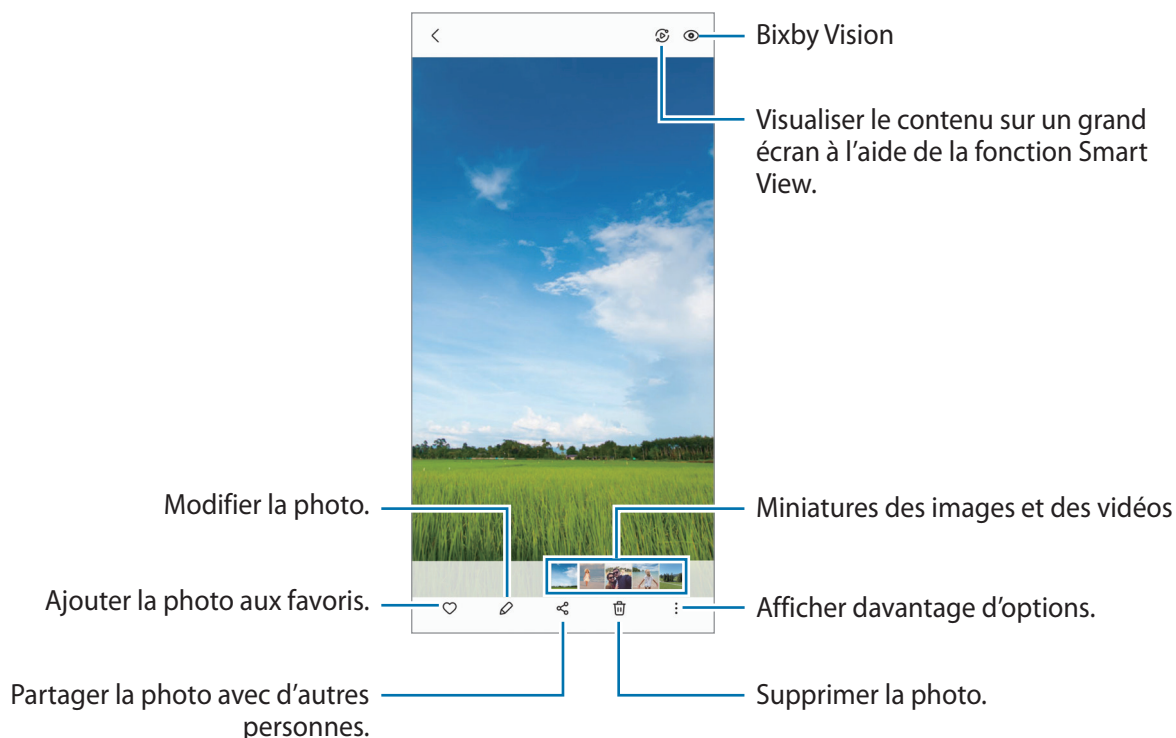 Bixby Vision
Visualiser le contenu sur un grand
écran à l’aide de la fonction Smart
View.
Modifier la photo.
Miniatures des images et des vidéos
Ajouter la photo aux favoris.
Afficher davantage d’options.
Partager la photo avec d’autres
personnes.
Supprimer la photo.